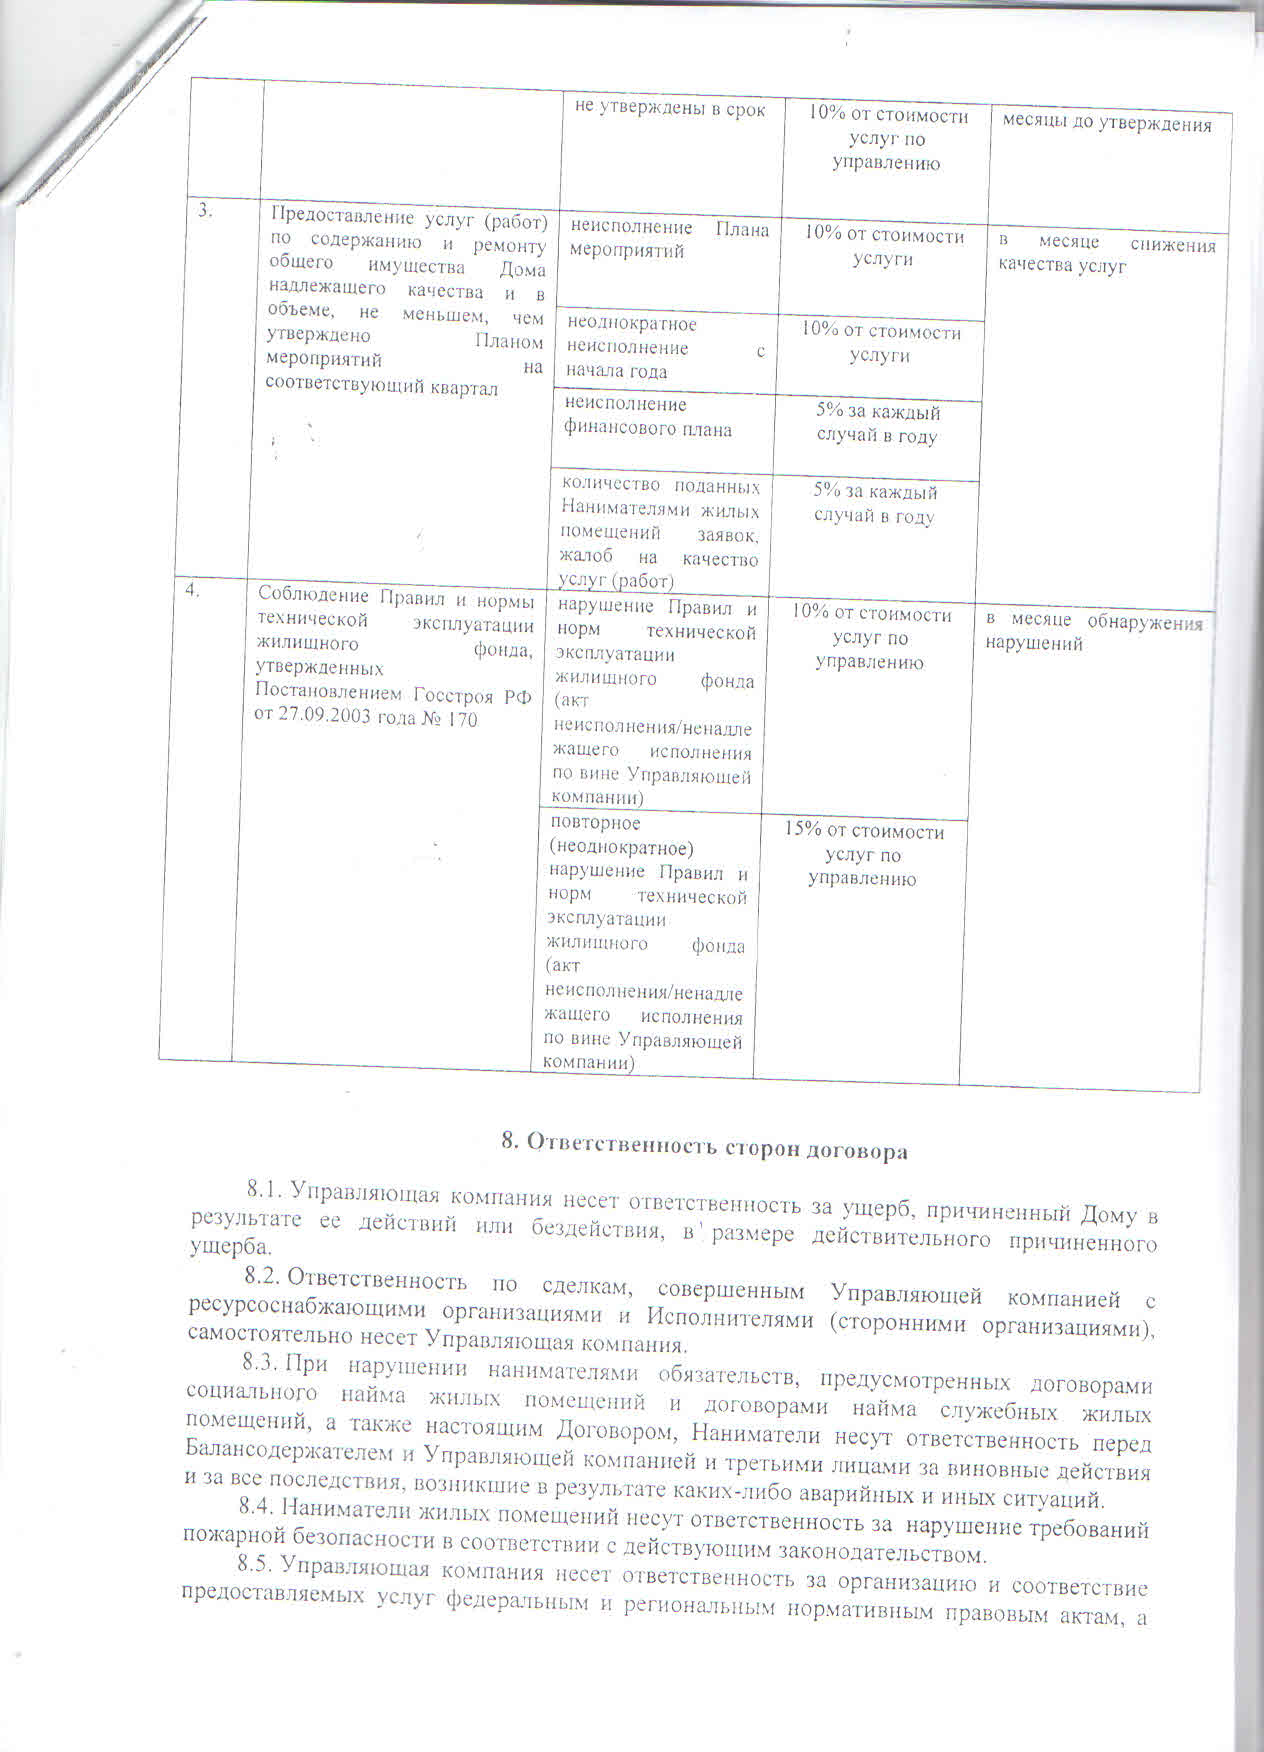 не утверждены в срок
10% от стоимости
услуг по
управлению
месяцы до утверждения
3.
Предоставление услуг (работ)
по содержанию и ремонту
общего имущества Дома
надлежащего качества и в
объеме, не меньшем, чем
утверждено Планом
мероприятий на
соответствующий квартал
неисполнение Плана
мероприятий
10% от стоимости
услуги
в месяце снижения
качества услуг
неоднократное
неисполнение с
начала года
10% от стоимости
услуги
неисполнение
финансового плана
5% за каждый
случай в году
количество поданных
Нанимателями жилых
помещений заявок,
жалоб на качество
услуг (работ)
5% за каждый
случай в году
4.
Соблюдение Правил и нормы
технической эксплуатации
жилищного фонда,
утвержденных
Постановлением Госстроя РФ
от 27.09.2003 года № 170
нарушение Правил и
норм технической
эксплуатации
жилищного фонда
(акт
неисполнения/ненадле
жащего исполнения
по вине Управляющей
компании)
10% от стоимости
услуг по
управлению
в месяце обнаружения
нарушений
повторное
(неоднократное)
нарушение Правил и
норм технической
эксплуатации
жилищного фонда
(акт
неисполнения/ненадле
жащего исполнения
по вине Управляющей
компании)
15% от стоимости
услуг по
управлению
8. Ответственность сторон договора
8.1. Управляющая компания несет ответственность за ущерб, причиненный Дому в
результате ее действий или бездействия, в размере действительного причиненного
ущерба.
8.2. Ответственность по сделкам, совершенным Управляющей компанией с
ресурсоснабжающими организациями и Исполнителями (сторонними организациями),
самостоятельно несет Управляющая компания.
8.3. При нарушении нанимателями обязательств, предусмотренных договорами
социального найма жилых помещений и договорами найма служебных жилых
помещений, а также настоящим Договором, Наниматели несут ответственность перед
Балансодержателем и Управляющей компанией и третьими лицами за виновные действия
и за все последствия, возникшие в результате каких-либо аварийных и иных ситуаций.
8.4. Наниматели жилых помещений несут ответственность за нарушение требований
пожарной безопасности в соответствии с действующим законодательством.
8.5. Управляющая компания несет ответственность за организацию и соответствие
предоставляемых услуг федеральным и региональным нормативным правовым актам, а